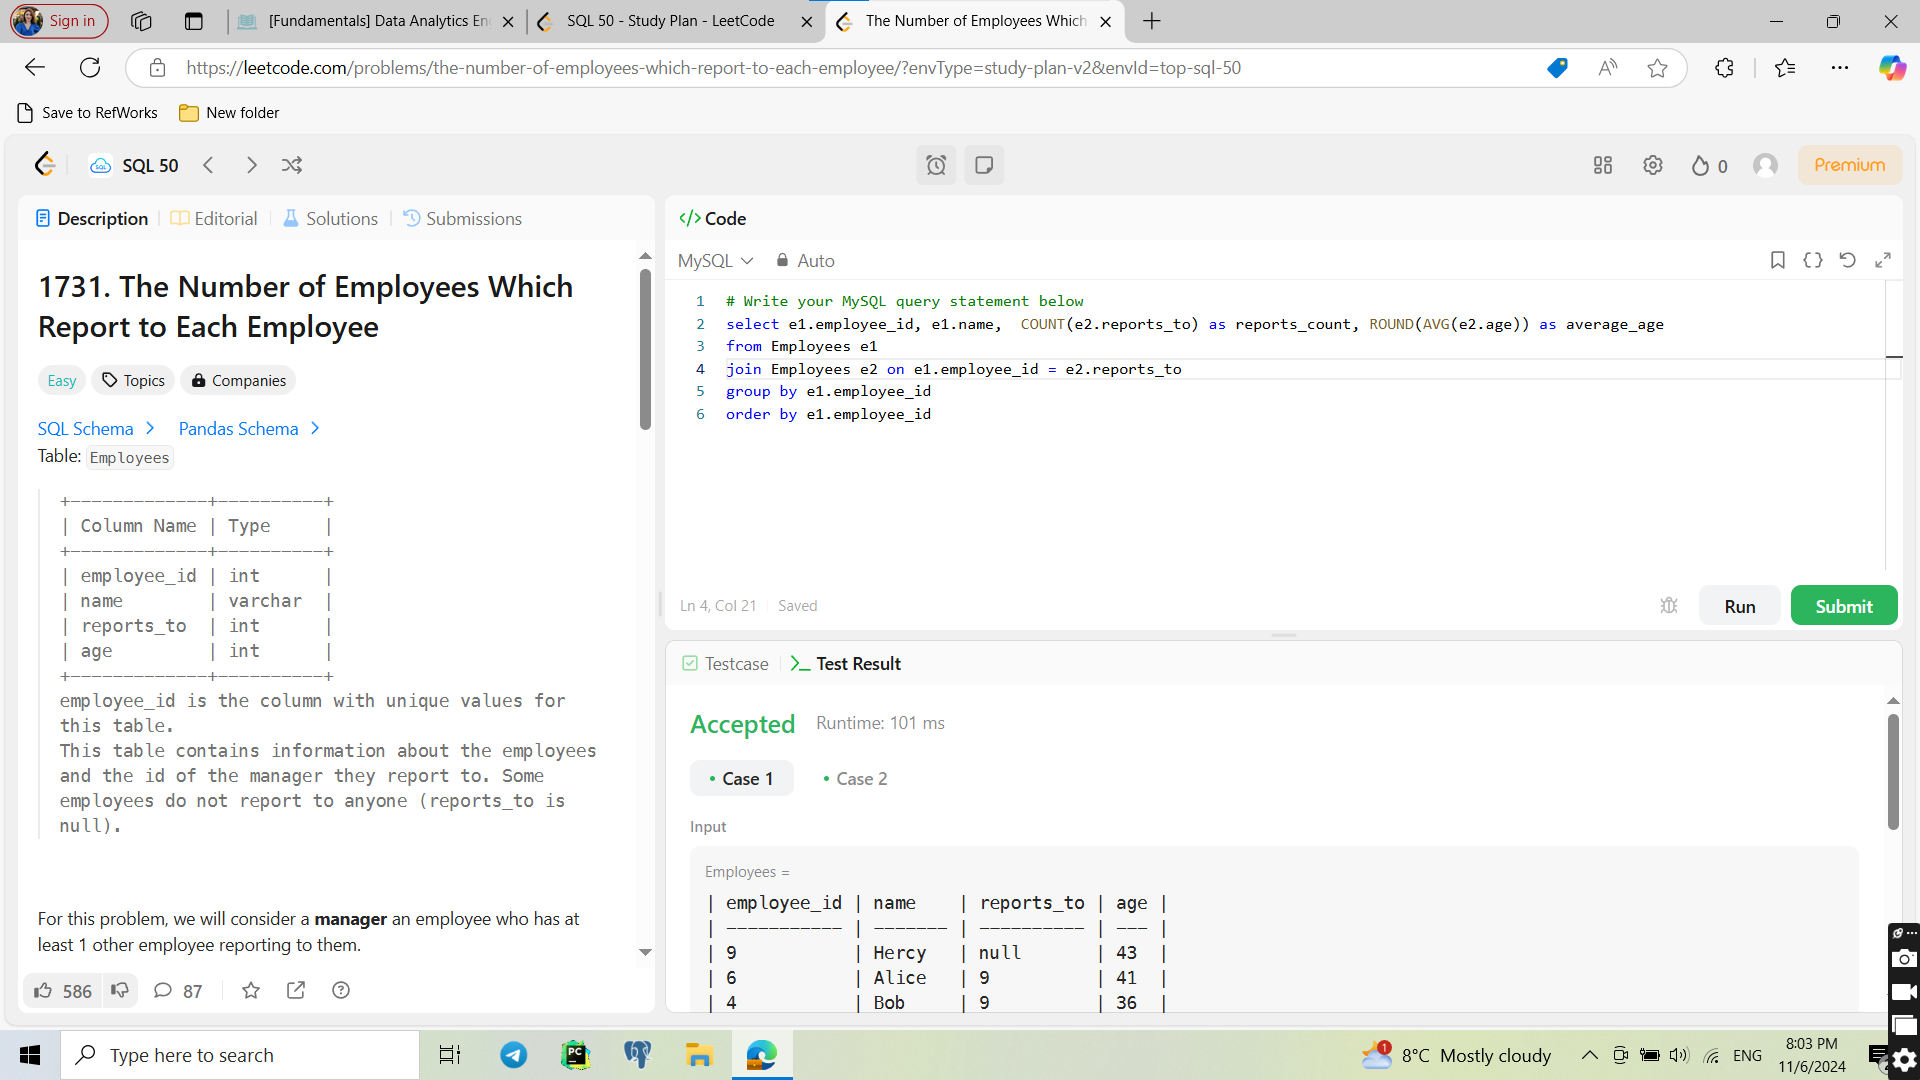 Sign in
[Fundamentals] Data Analytics En
SQL 50 - Study Plan - LeetCode
The Number of Employees Which
https://leetcode.com/problems/the-number-of-employees-which-report-to-each-employee/?envType=study-plan-v2&envId=top-sql-50
Save to RefWorks
New folder
SQL 50
0
Premium
Description
Editorial
Solutions
Submissions
1731. The Number of Employees Which
Report to Each Employee
Easy
Topics
Companies
SQL Schema
Pandas Schema
Table: Employees
+-------------+----------+
| Column Name | Type     |
+-------------+----------+
| employee_id | int      |
| name        | varchar  |
| reports_to  | int      |
| age         | int      |
+-------------+----------+
employee_id is the column with unique values for
this table.
This table contains information about the employees
and the id of the manager they report to. Some
employees do not report to anyone (reports_to is
null).
For this problem, we will consider a manager an employee who has at
least 1 other employee reporting to them.
586
87
</> Code
MySQL
Auto
1 # Write your MySQL query statement below
2 select e1.employee_id, e1.name,  COUNT(e2.reports_to) as reports_count, ROUND(AVG(e2.age)) as average_age
3 from Employees e1
4 join Employees e2 on e1.employee_id = e2.reports_to
5 group by e1.employee_id
6 order by e1.employee_id
Ln 4, Col 21
Saved
Run
Submit
Testcase
Test Result
Accepted
Runtime: 101 ms
• Case 1
• Case 2
Input
Employees =
| employee_id | name    | reports_to | age |
| ----------- | ------- | ---------- | --- |
| 9           | Hercy   | null       | 43  |
| 6           | Alice   | 9          | 41  |
| 4           | Bob     | 9          | 36  |
Type here to search
PC
1
8°C Mostly cloudy
ENG
8:03 PM
11/6/2024